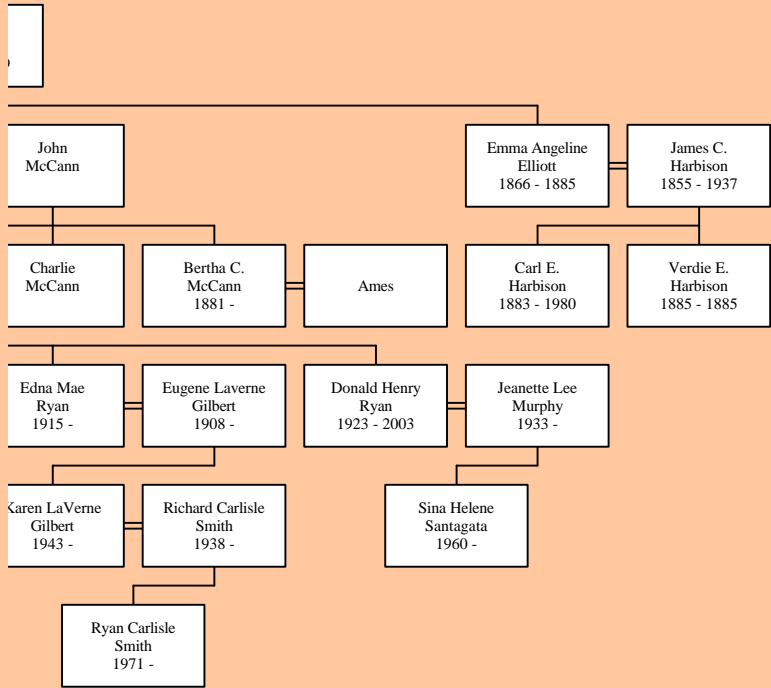 John
McCann
Emma Angeline
Elliott
1866 - 1885
James C.
Harbison
1855 - 1937
Charlie
McCann
Bertha C.
McCann
1881 -
Ames
Carl E.
Harbison
1883 - 1980
Verdie E.
Harbison
1885 - 1885
Edna Mae
Ryan
1915 -
Eugene Laverne
Gilbert
1908 -
Donald Henry
Ryan
1923 - 2003
Jeanette Lee
Murphy
1933 -
Karen LaVerne
Gilbert
1943 -
Richard Carlisle
Smith
1938 -
Sina Helene
Santagata
1960 -
Ryan Carlisle
Smith
1971 -